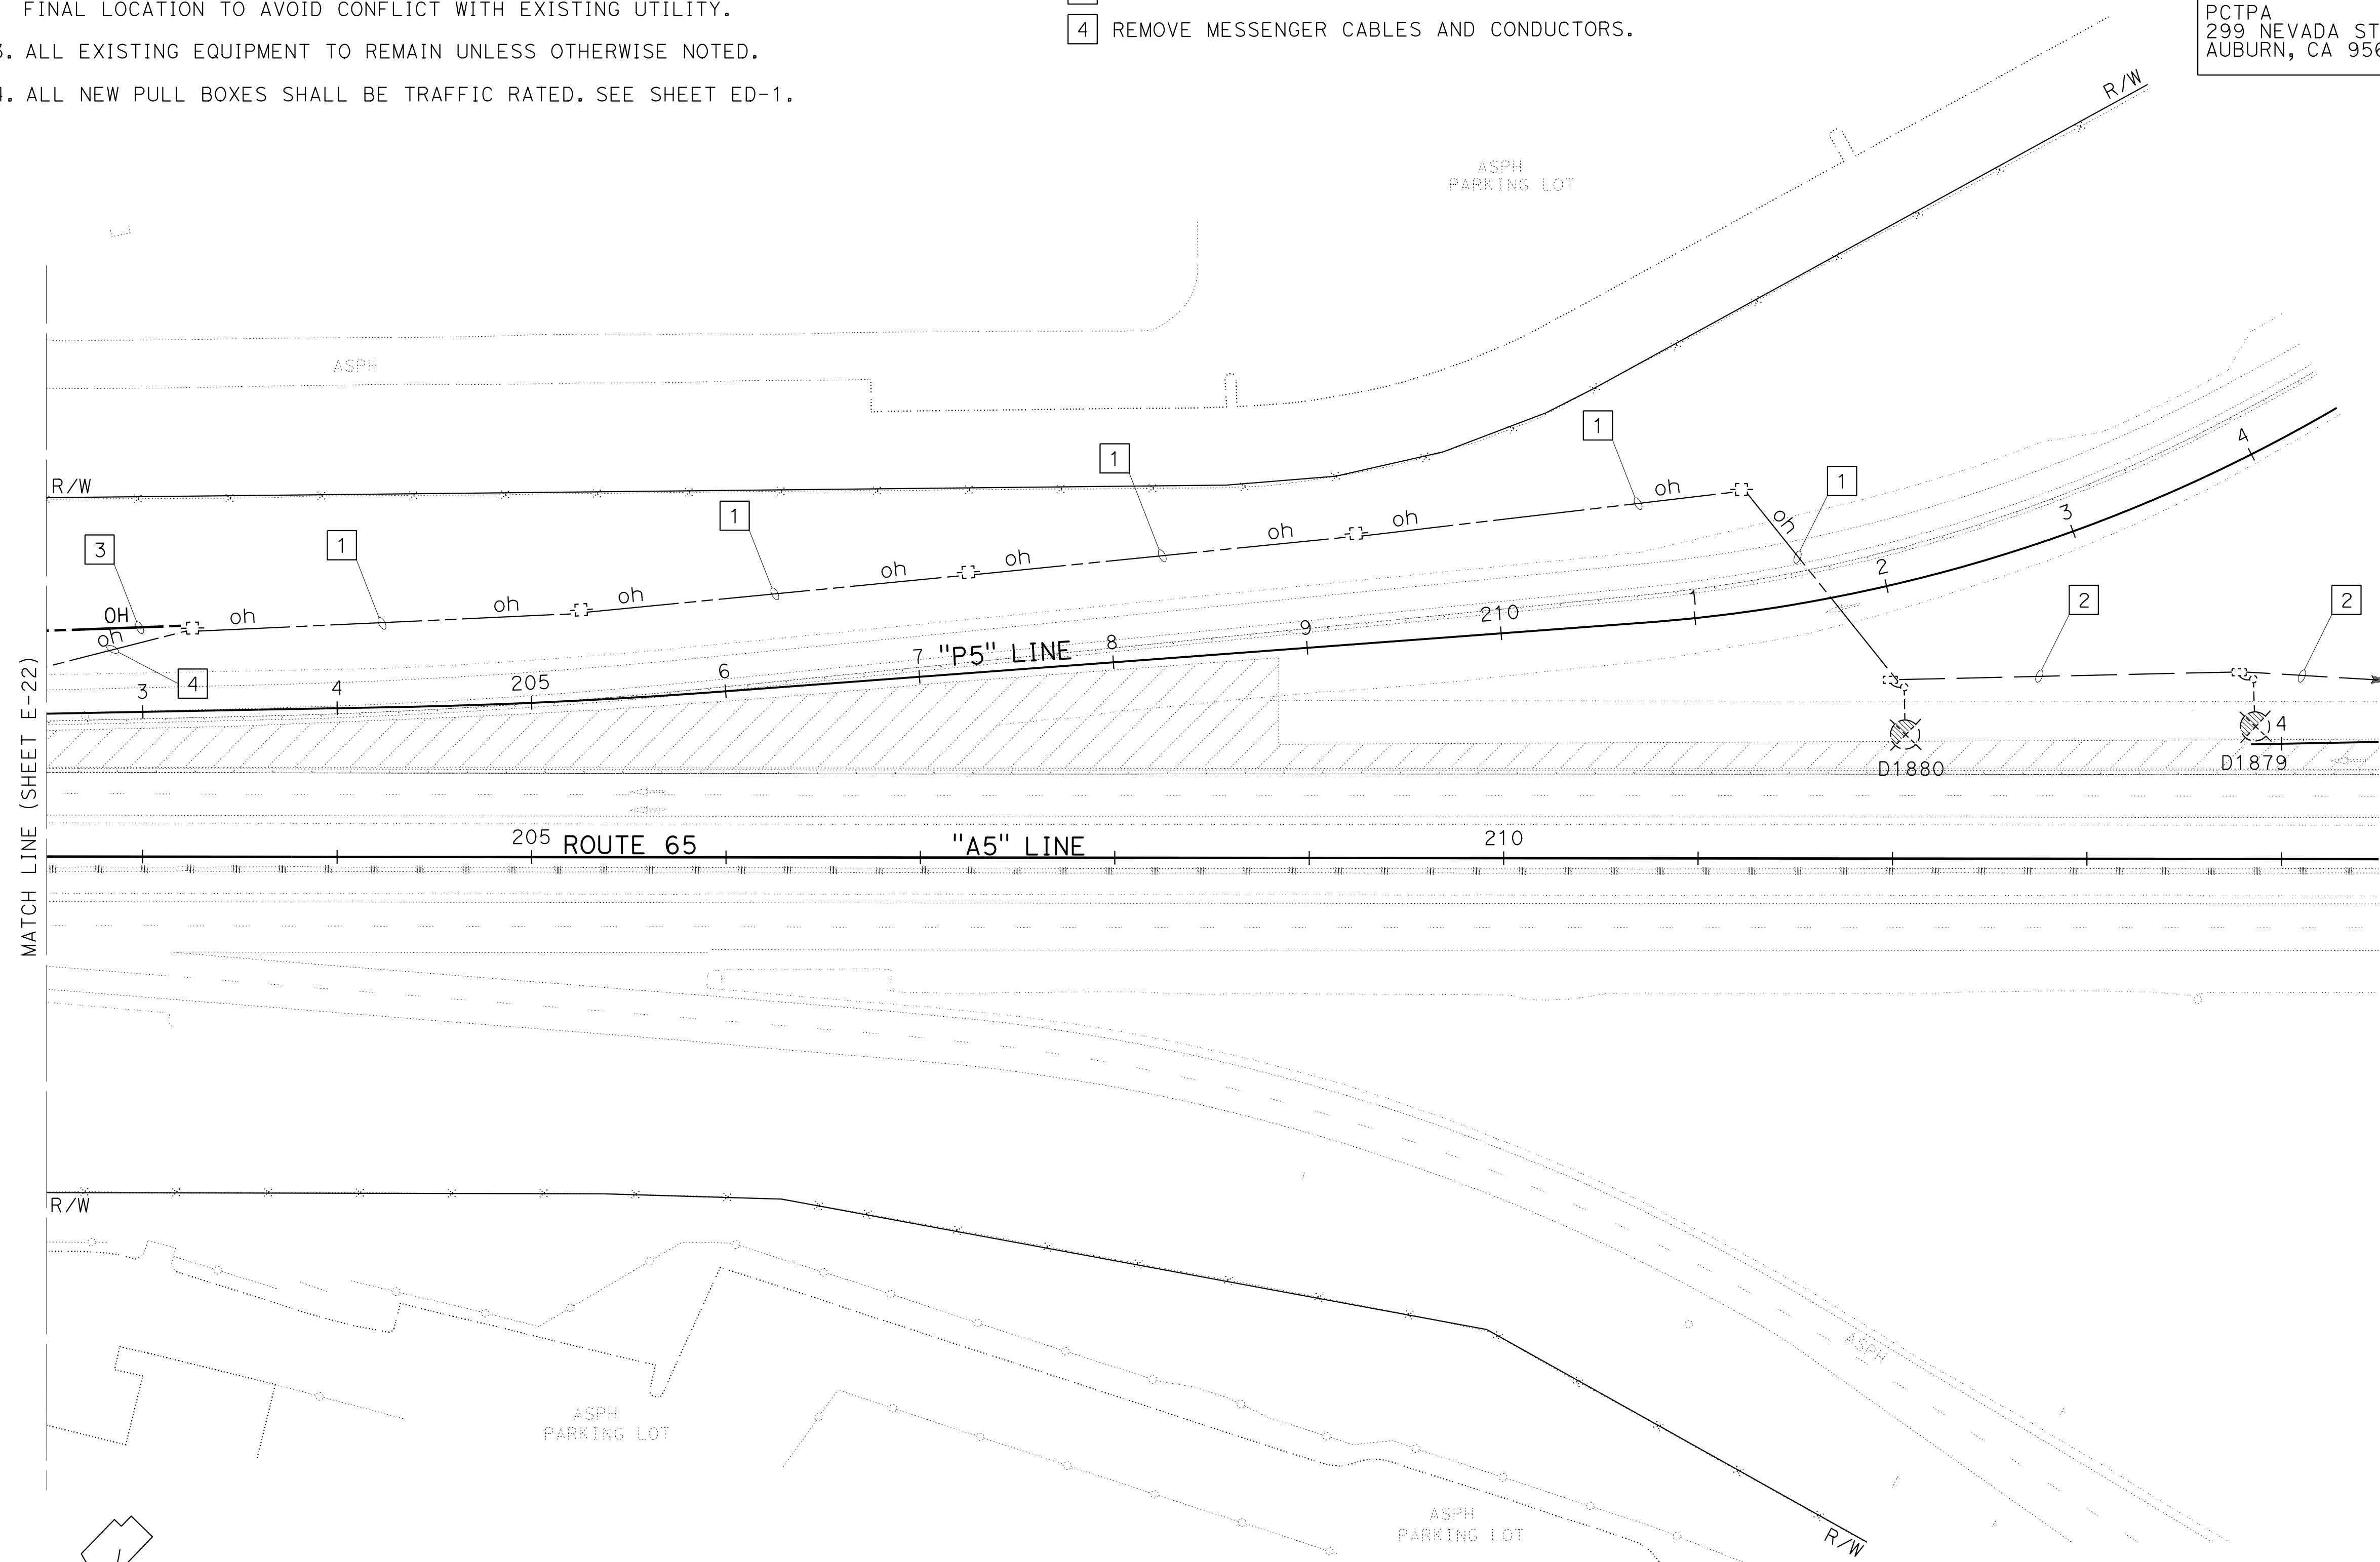 FINAL LOCATION TO AVOID CONFLICT WITH EXISTING UTILITY.
3. ALL EXISTING EQUIPMENT TO REMAIN UNLESS OTHERWISE NOTED.
4. ALL NEW PULL BOXES SHALL BE TRAFFIC RATED. SEE SHEET ED-1.
4 REMOVE MESSENGER CABLES AND CONDUCTORS.
PCTPA
299 NEVADA ST
AUBURN, CA 956
R/W
ASPH
PARKING LOT
ASPH
R/W
1
1
1
1
1
3
oh
oh
oh
oh
oh
oh
oh
oh
oh
OH
oh
4
2
2
3
4
205
6
7
"P5" LINE
8
9
210
1
2
3
4
D1880
D1879
4
MATCH LINE (SHEET E-22)
205
ROUTE 65
"A5" LINE
210
R/W
ASPH
ASPH
PARKING LOT
ASPH
PARKING LOT
R/W